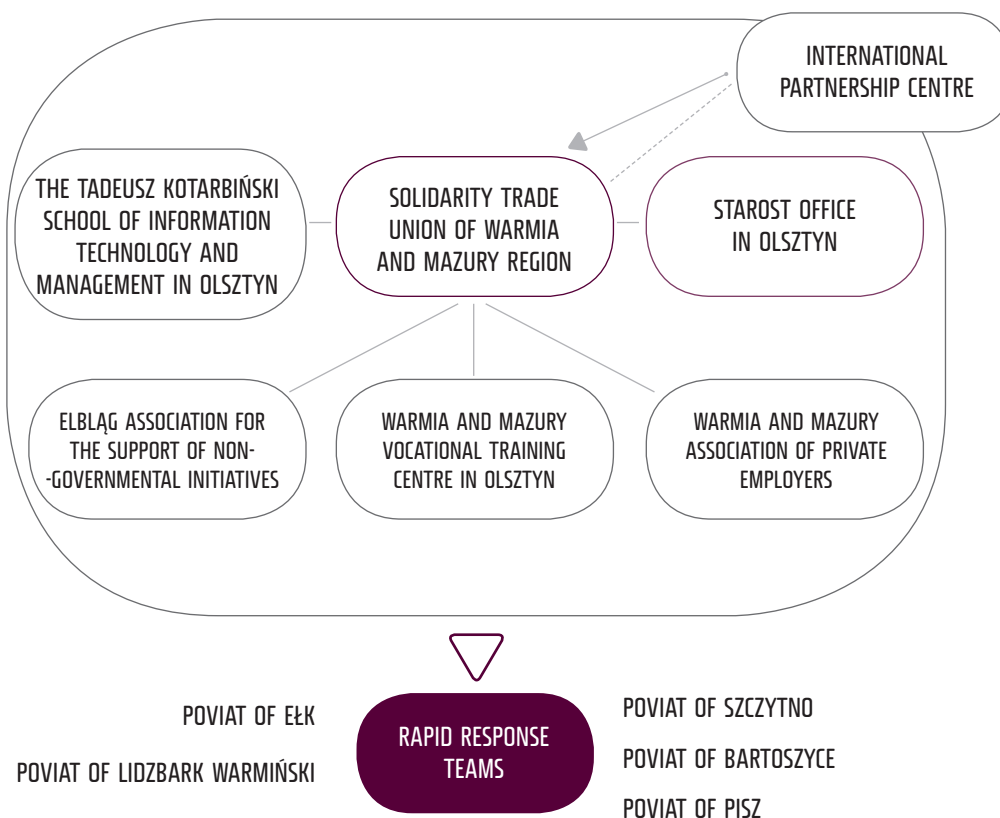 INTERNATIONAL
PARTNERSHIP CENTRE
THE TADEUSZ KOTARBIŃSKI
SCHOOL OF INFORMATION
TECHNOLOGY AND
MANAGEMENT IN OLSZTYN
SOLIDARITY TRADE
UNION OF WARMIA
AND MAZURY REGION
STAROST OFFICE
IN OLSZTYN
ELBLĄG ASSOCIATION FOR
THE SUPPORT OF NON-
-GOVERNMENTAL INITIATIVES
WARMIA AND MAZURY
VOCATIONAL TRAINING
CENTRE IN OLSZTYN
WARMIA AND MAZURY
ASSOCIATION OF PRIVATE
EMPLOYERS
POVIAT OF EŁK
POVIAT OF LIDZBARK WARMIŃSKI
RAPID RESPONSE
TEAMS
POVIAT OF SZCZYTNO
POVIAT OF BARTOSZYCE
POVIAT OF PISZ